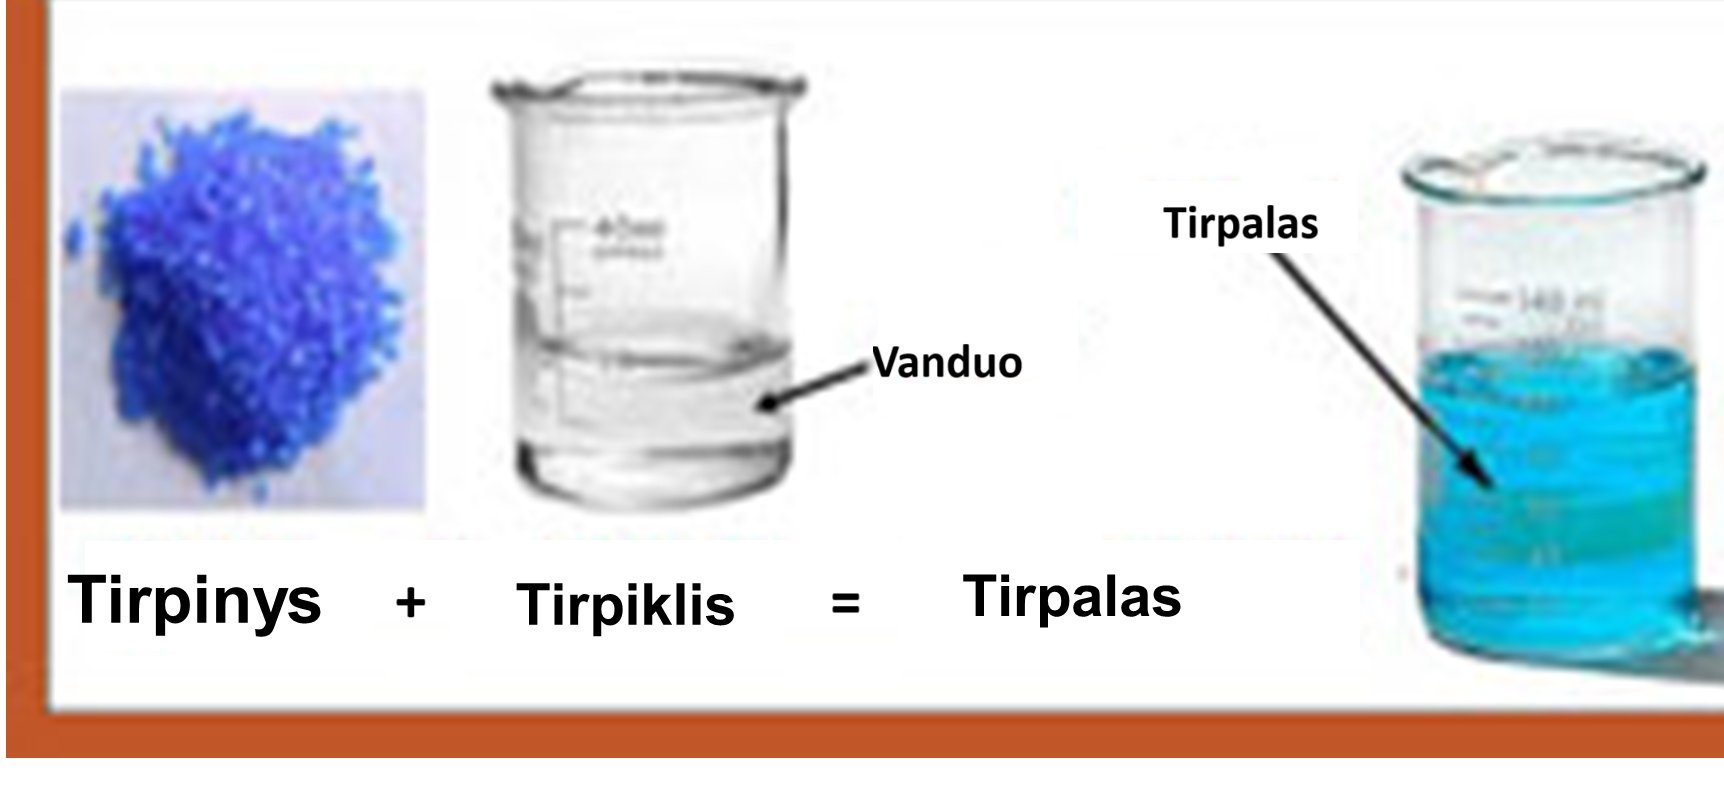 Tirpalas
Vanduo
Tirpinys + Tirpiklis = Tirpalas